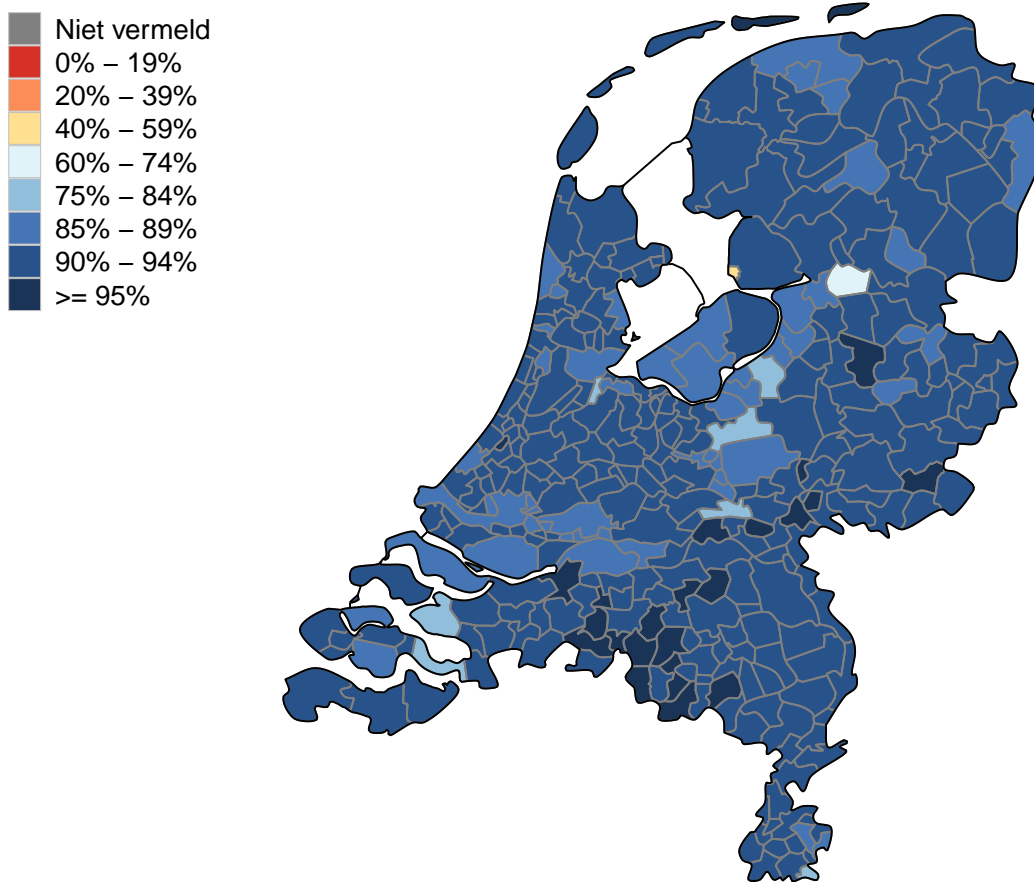 Niet vermeld
0% – 19%
20% – 39%
40% – 59%
60% – 74%
75% – 84%
85% – 89%
90% – 94%
>= 95%